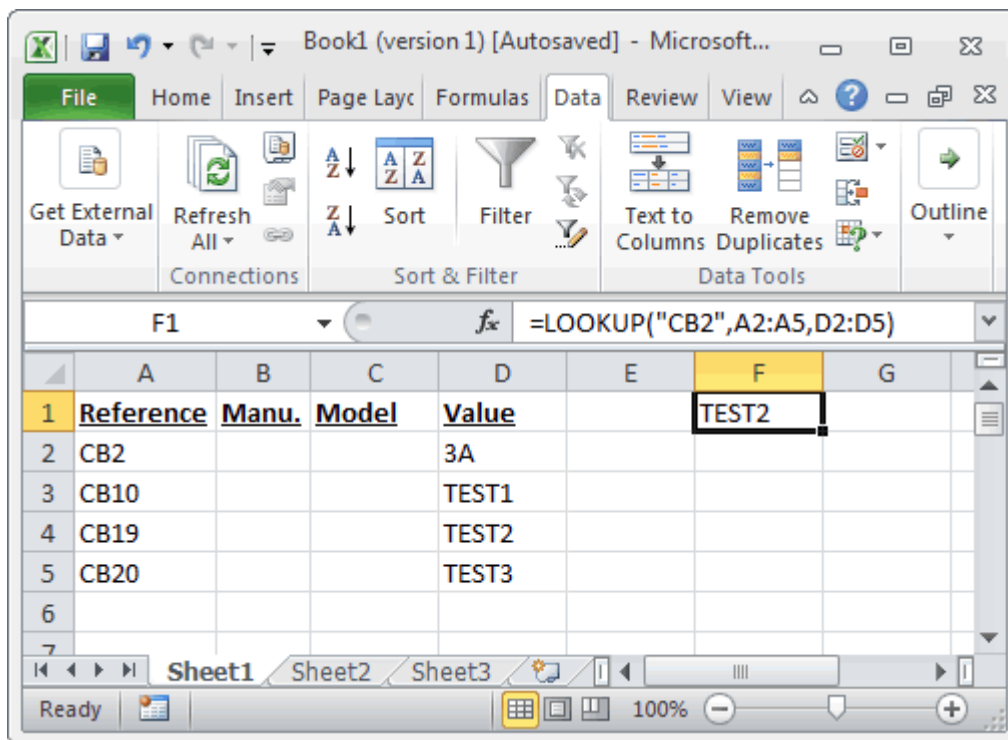 Book1 (version 1) [Autosaved] - Microsoft...
File Home Insert Page Layc Formulas Data Review View
Get External Data
Refresh All
Sort
Filter
Text to Columns
Remove Duplicates
Outline
Connections Sort & Filter Data Tools
F1 fx =LOOKUP("CB2",A2:A5,D2:D5)
A B C D E F G
1 Reference Manu. Model Value TEST2
2 CB2 3A
3 CB10 TEST1
4 CB19 TEST2
5 CB20 TEST3
6
7
Sheet1 Sheet2 Sheet3
Ready 100%